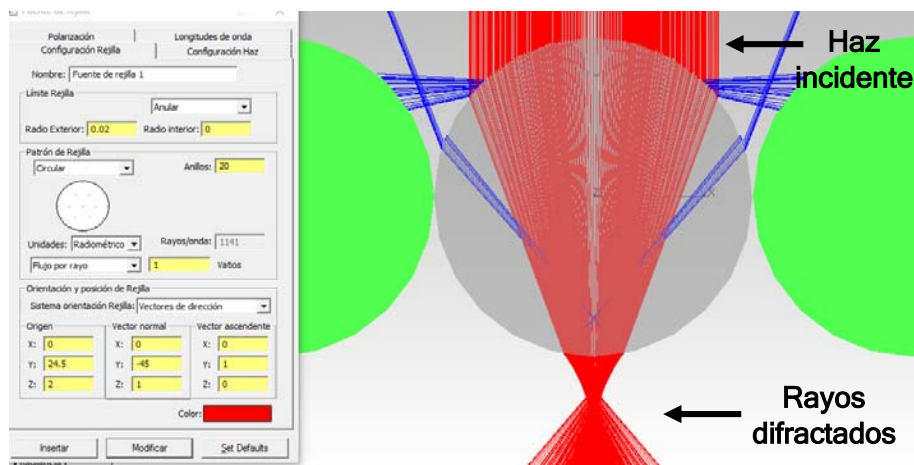 Fuente de rejilla
Polarización
Longitudes de onda
Configuración Rejilla
Configuración Haz
Nombre: Fuente de rejilla 1
Límite Rejilla
Anular
Radio Exterior: 0.02 Radio interior: 0
Patrón de Rejilla
Circular Anillos: 20
Unidades: Radiométrico Rayos/onda: 1141
Flujo por rayo 1 Vatios
Orientación y posición de Rejilla
Sistema orientación Rejilla: Vectores de dirección
Origen Vector normal Vector ascendente
X: 0 X: 0 X: 0
Y: 24.5 Y: -45 Y: 1
Z: 2 Z: 1 Z: 0
Color:
Insertar Modificar Set Defaults
Haz
incidente
Z
X
Rayos
difractados